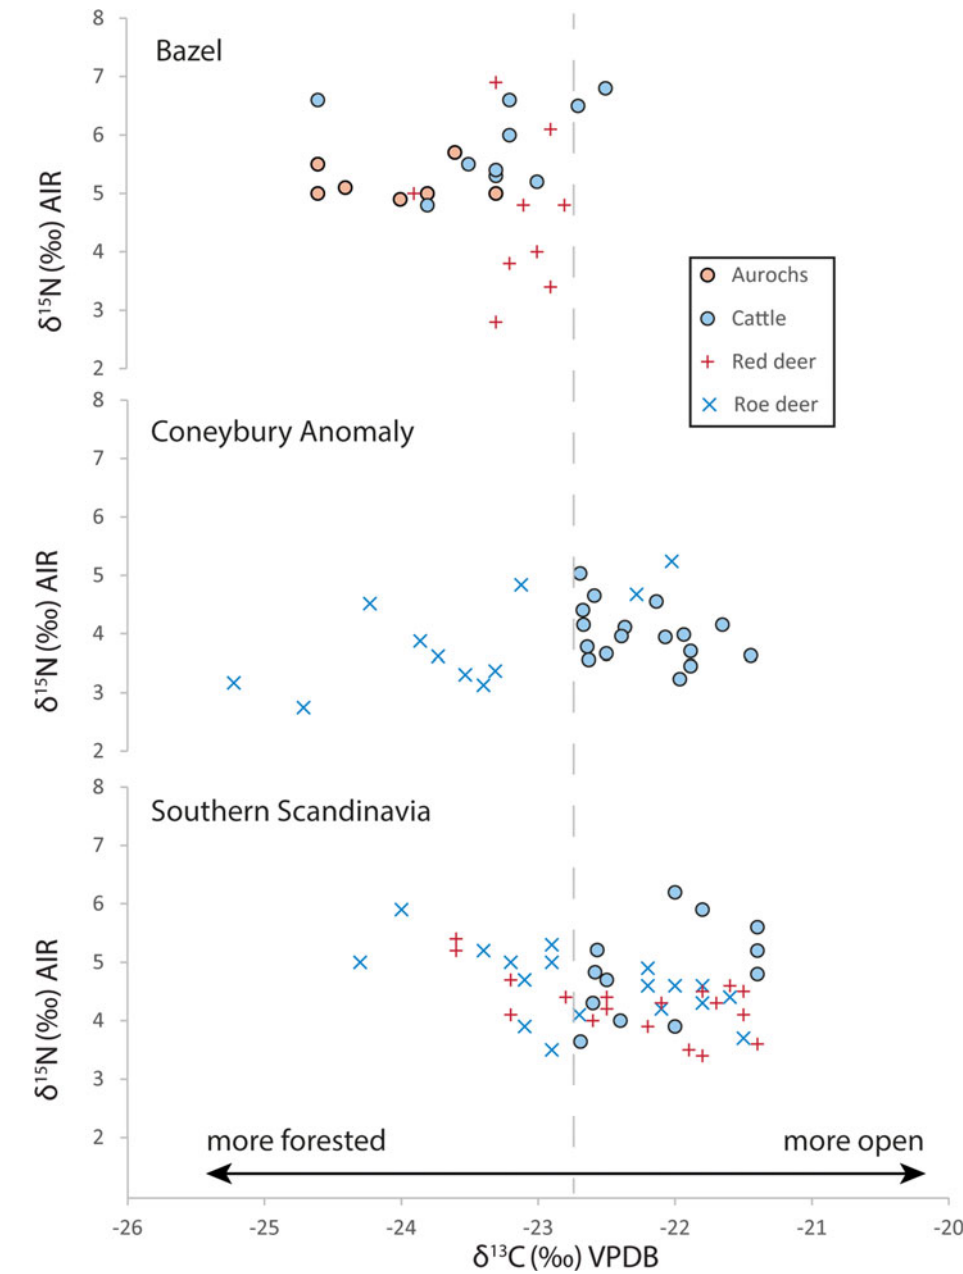 8
Bazel
7
6
5
4
3
2
δ¹⁵N (‰) AIR
Aurochs
Cattle
Red deer
Roe deer
8
Coneybury Anomaly
7
6
5
4
3
2
δ¹⁵N (‰) AIR
8
Southern Scandinavia
7
6
5
4
3
2
δ¹⁵N (‰) AIR
more forested
more open
-26 -25 -24 -23 -22 -21 -20
δ¹³C (‰) VPDB